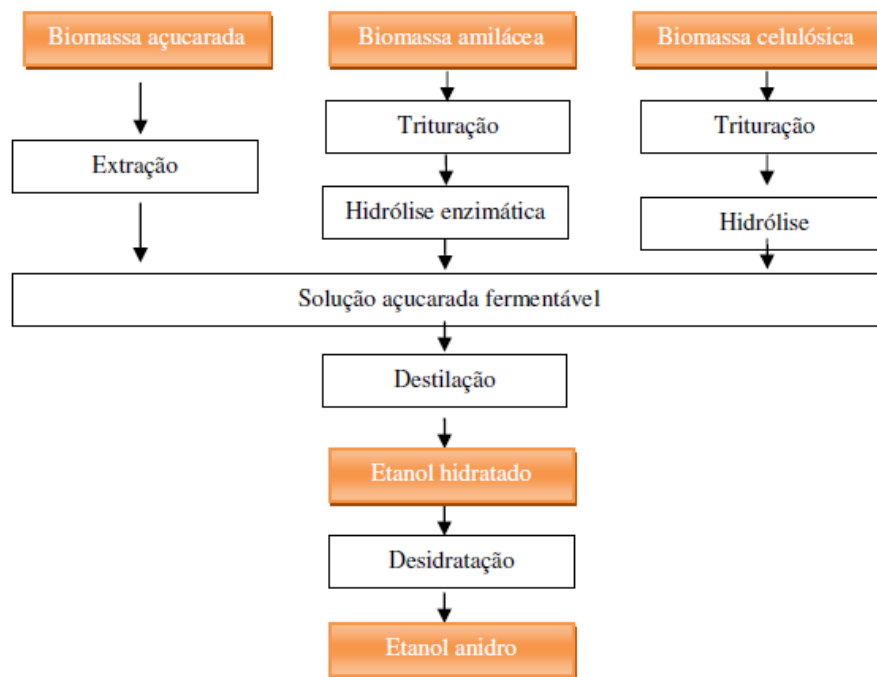 Biomassa açucarada
Biomassa amilácea
Biomassa celulósica
Extração
Trituração
Trituração
Hidrólise enzimática
Hidrólise
Solução açucarada fermentável
Destilação
Etanol hidratado
Desidratação
Etanol anidro